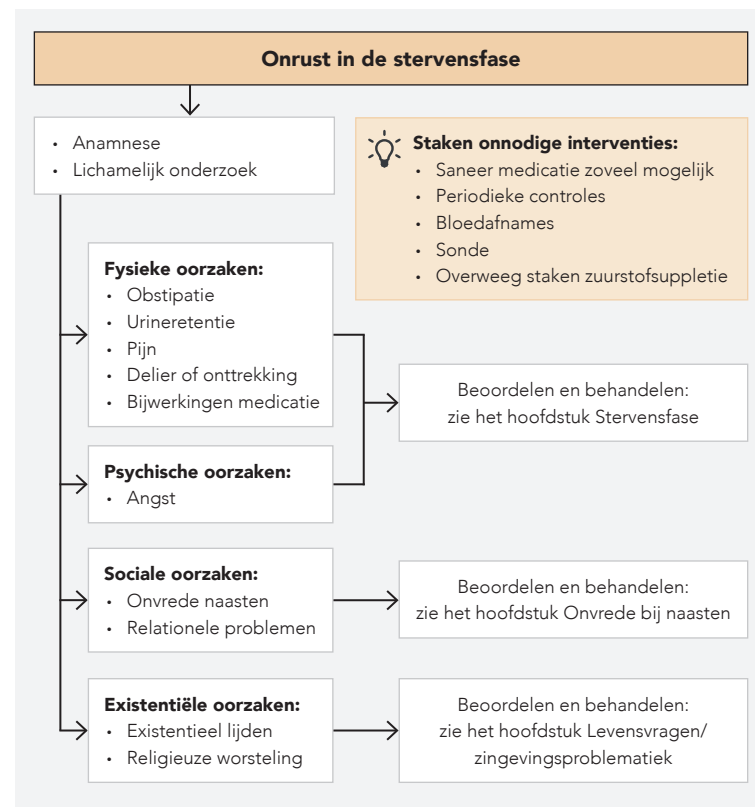 Onrust in de stervensfase
• Anamnese
• Lichamelijk onderzoek
Staken onnodige interventies:
• Saneer medicatie zoveel mogelijk
• Periodieke controles
• Bloedafnames
• Sonde
• Overweeg staken zuurstofsuppletie
Fysieke oorzaken:
• Obstipatie
• Urineretentie
• Pijn
• Delier of onttrekking
• Bijwerkingen medicatie
Beoordelen en behandelen:
zie het hoofdstuk Stervensfase
Psychische oorzaken:
• Angst
Sociale oorzaken:
• Onvrede naasten
• Relationele problemen
Beoordelen en behandelen:
zie het hoofdstuk Onvrede bij naasten
Existentiële oorzaken:
• Existentieel lijden
• Religieuze worsteling
Beoordelen en behandelen:
zie het hoofdstuk Levensvragen/
zingevingsproblematiek